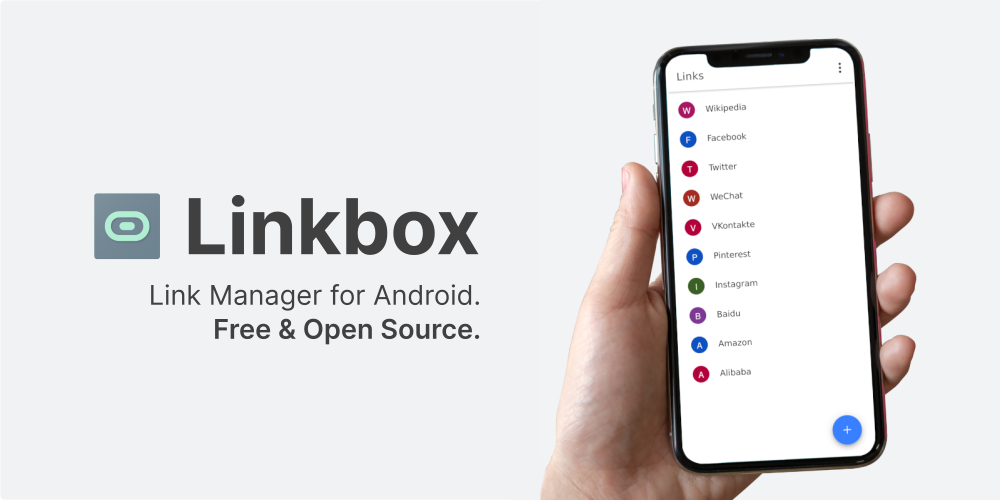 Linkbox
Link Manager for Android.
Free & Open Source.
Links
W Wikipedia
F Facebook
T Twitter
W WeChat
V VKontakte
P Pinterest
I Instagram
B Baidu
A Amazon
A Alibaba
+